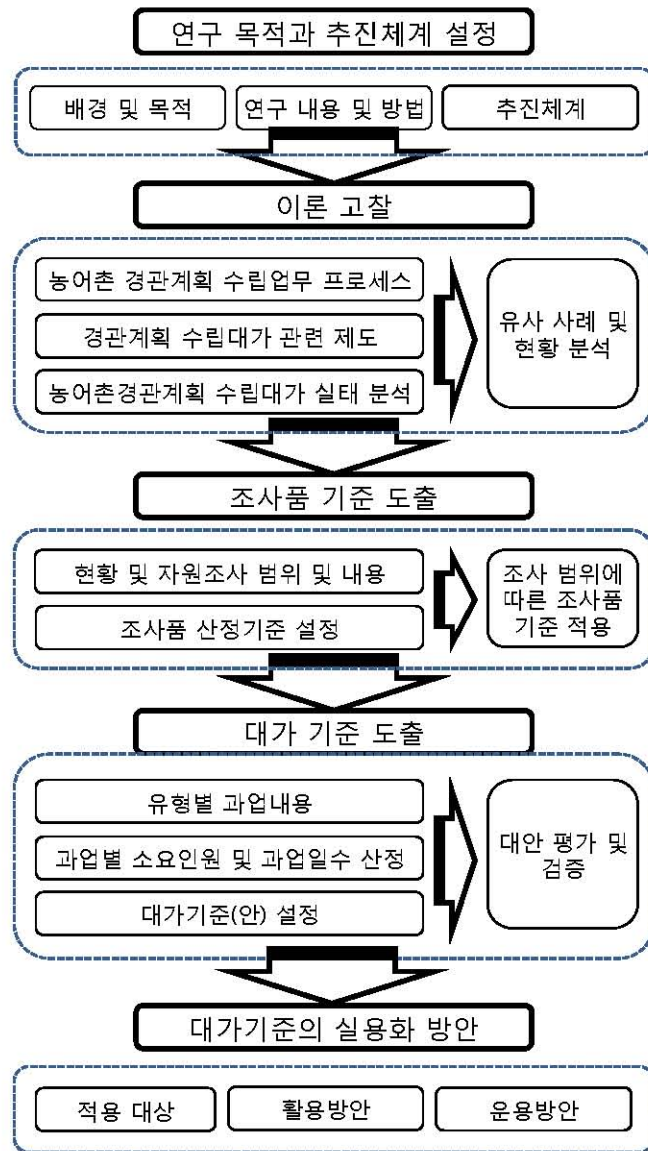 연구 목적과 추진체계 설정
배경 및 목적
연구 내용 및 방법
추진체계
이론 고찰
농어촌 경관계획 수립업무 프로세스
경관계획 수립대가 관련 제도
농어촌경관계획 수립대가 실태 분석
유사 사례 및
현황 분석
조사품 기준 도출
현황 및 자원조사 범위 및 내용
조사품 산정기준 설정
조사 범위에
따른 조사품
기준 적용
대가 기준 도출
유형별 과업내용
과업별 소요인원 및 과업일수 산정
대가기준(안) 설정
대안 평가 및
검증
대가기준의 실용화 방안
적용 대상
활용방안
운용방안